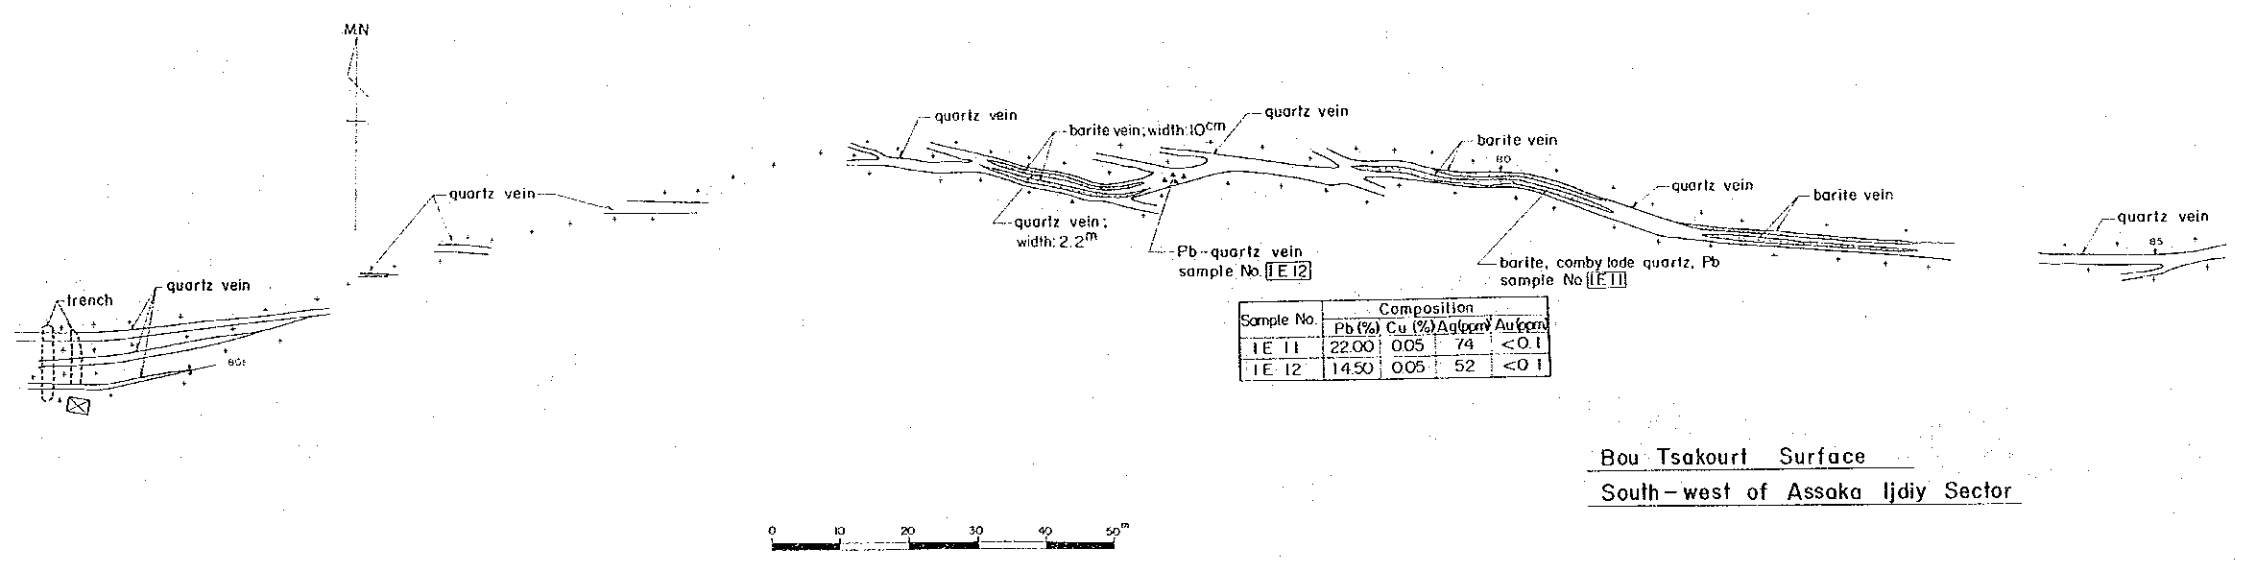 MN
quartz vein
barite vein; width: 10cm
quartz vein
barite vein
80
quartz vein
quartz vein
barite vein
quartz vein;
width: 2.2m
Pb-quartz vein
sample No. 1E12
barite, comby lode quartz, Pb
sample No 1E11
quartz vein
85
trench
quartz vein
Sample No. Composition
Pb (%) Cu (%) Ag (ppm) Au (ppm)
1E 11 22.00 0.05 74 <0.1
1E 12 14.50 0.05 52 <0.1
Bou Tsakourt Surface
South-west of Assaka Ijdiy Sector
0 10 20 30 40 50m